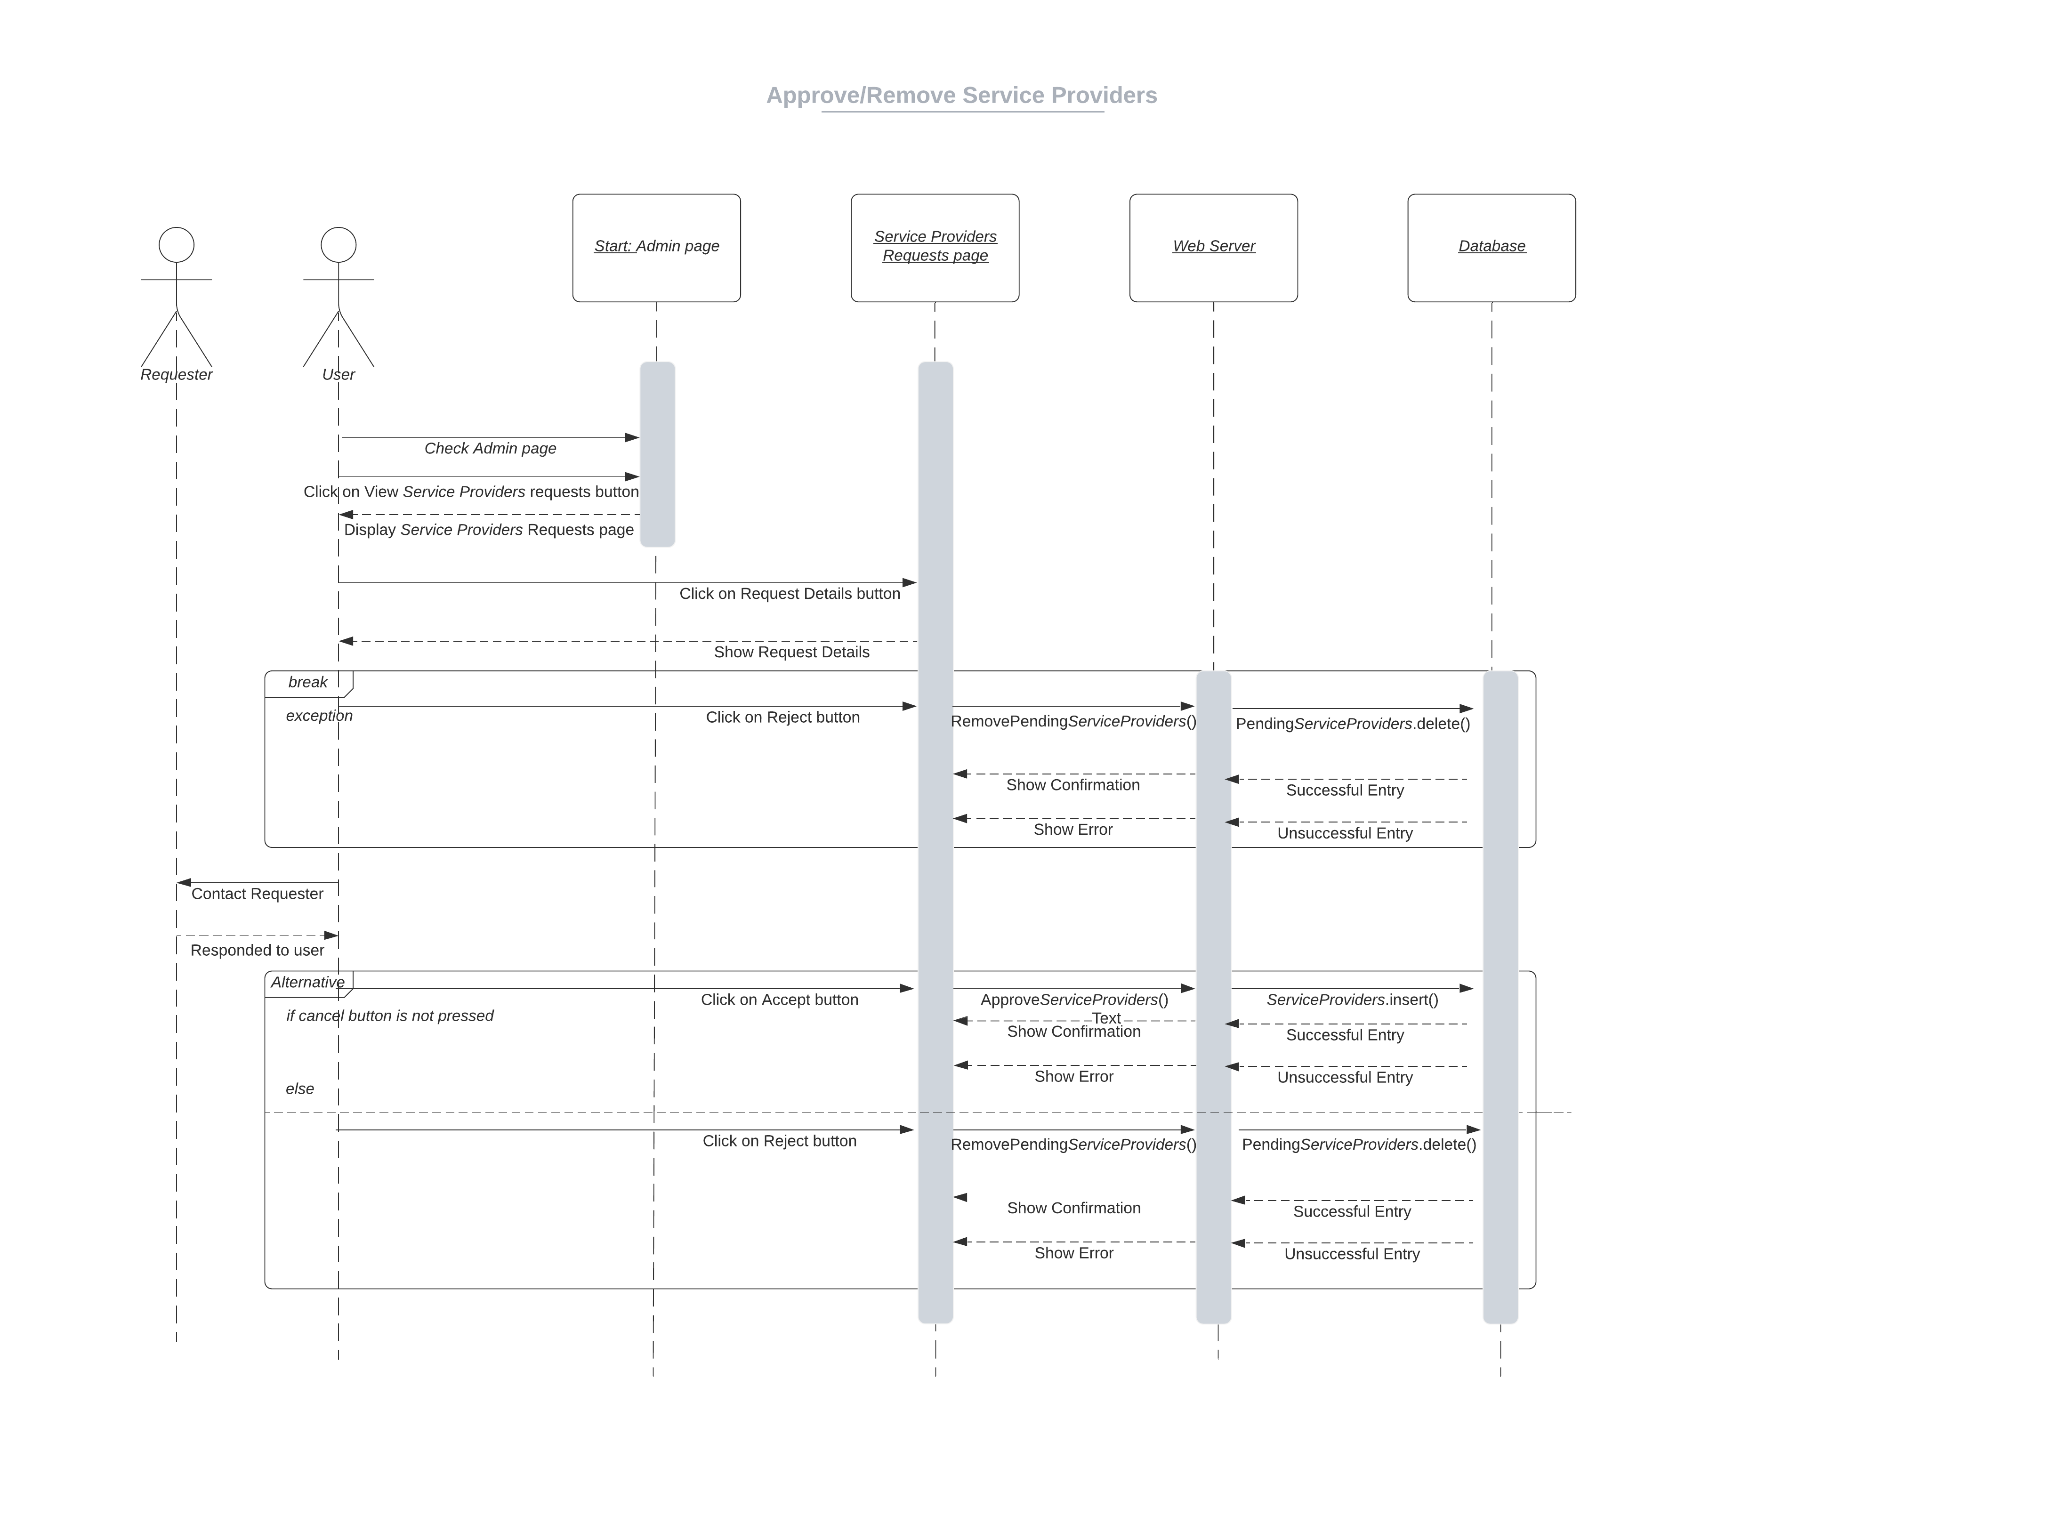 Approve/Remove Service Providers
Start: Admin page
Service Providers
Requests page
Web Server
Database
Requester
User
Check Admin page
Click on View Service Providers requests button
Display Service Providers Requests page
Click on Request Details button
Show Request Details
break
exception
Click on Reject button
RemovePendingServiceProviders()
PendingServiceProviders.delete()
Show Confirmation
Successful Entry
Show Error
Unsuccessful Entry
Contact Requester
Responded to user
Alternative
Click on Accept button
ApproveServiceProviders()
ServiceProviders.insert()
if cancel button is not pressed
Text
Show Confirmation
Successful Entry
Show Error
Unsuccessful Entry
else
Click on Reject button
RemovePendingServiceProviders()
PendingServiceProviders.delete()
Show Confirmation
Successful Entry
Show Error
Unsuccessful Entry